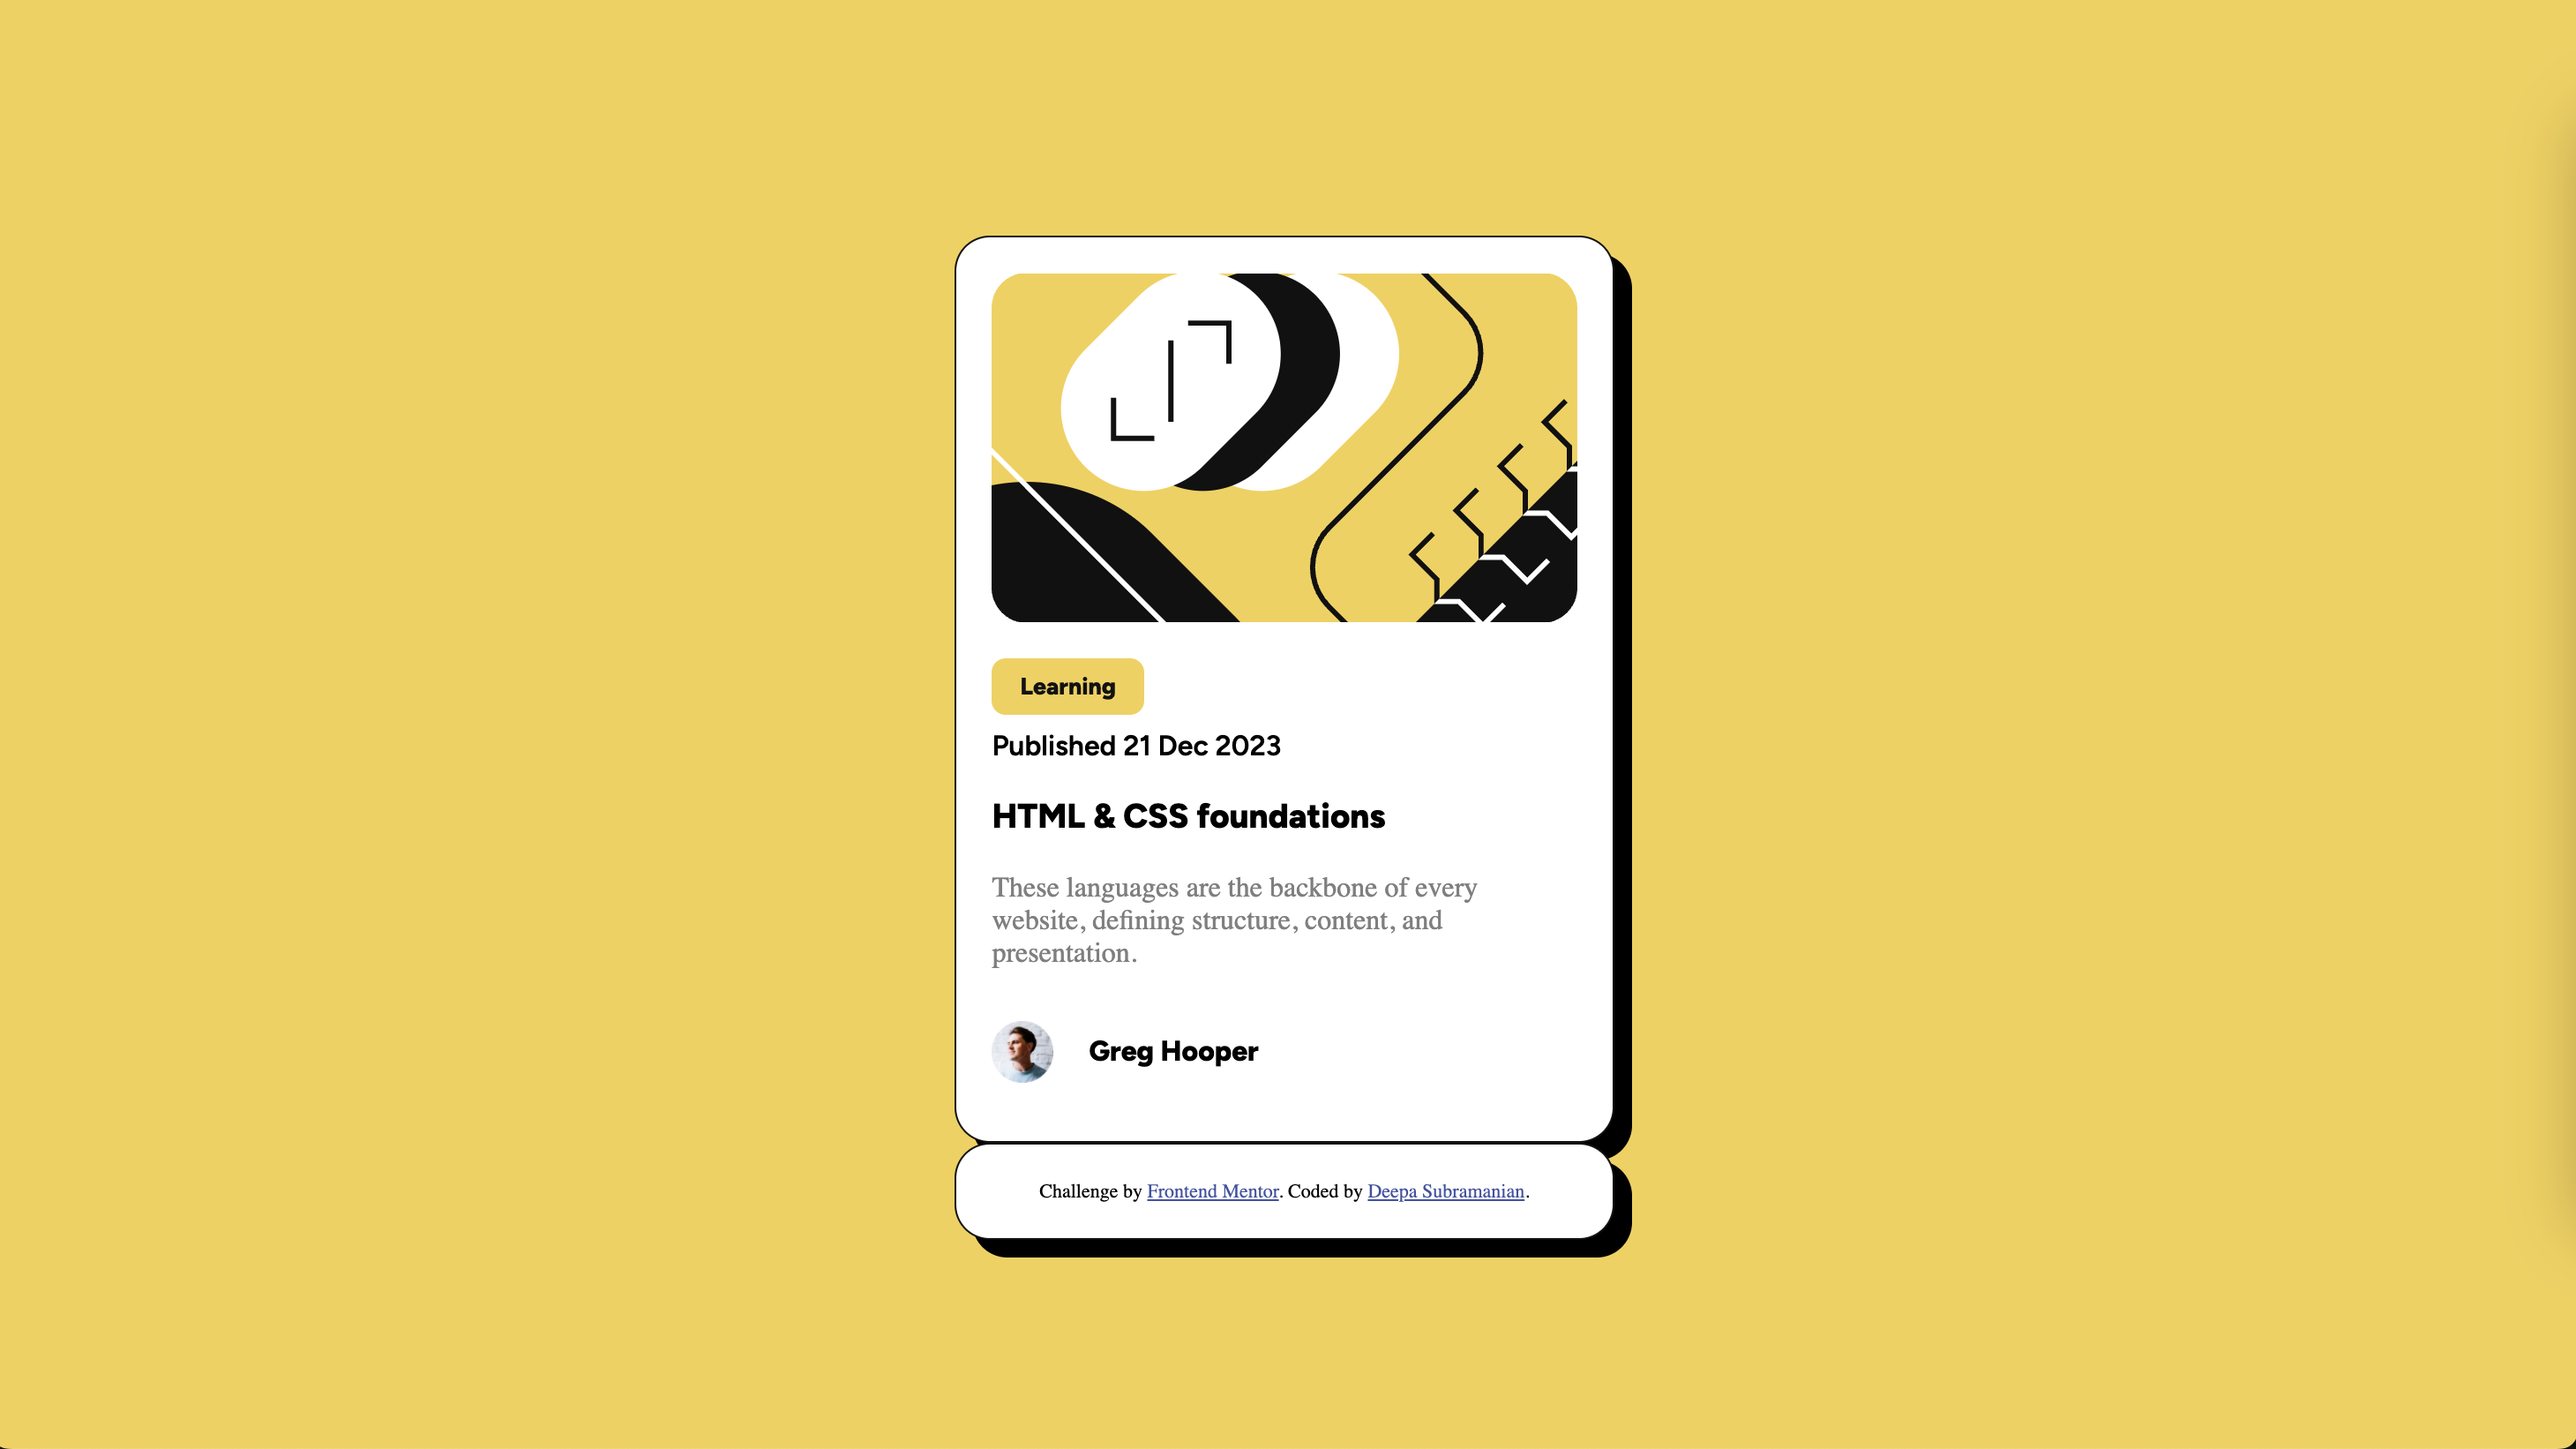 Learning
Published 21 Dec 2023
HTML & CSS foundations
These languages are the backbone of every
website, defining structure, content, and
presentation.
Greg Hooper
Challenge by Frontend Mentor. Coded by Deepa Subramanian.